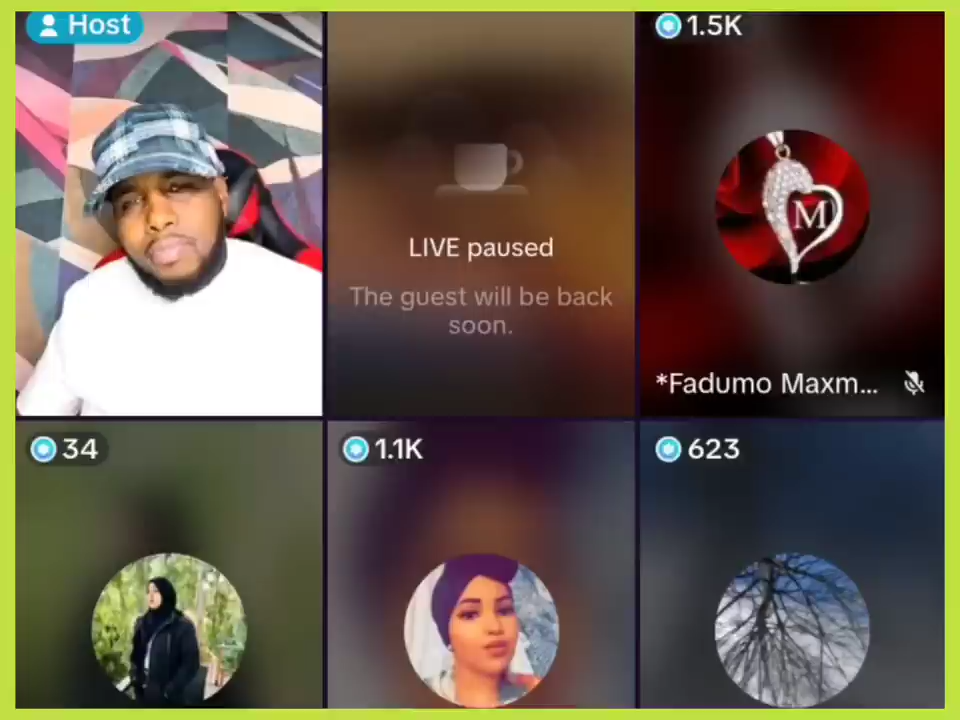 Host
1.5K
LIVE paused
The guest will be back
soon.
M
*Fadumo Maxm...
34
1.1K
623